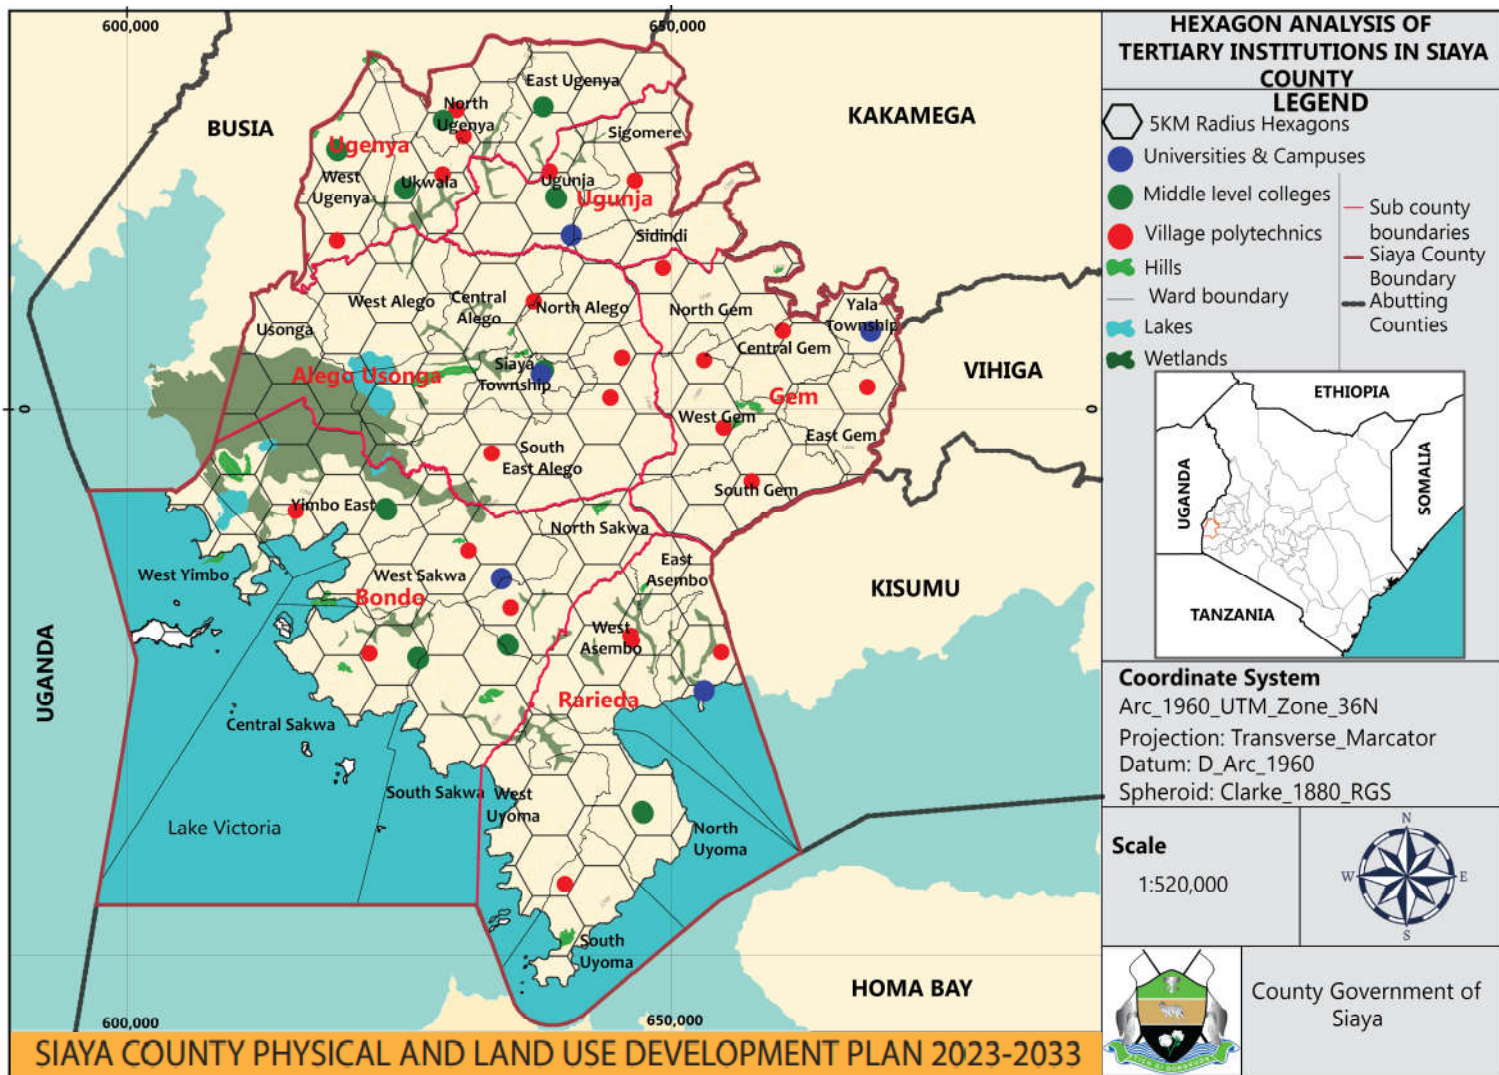 600,000
650,000
BUSIA
KAKAMEGA
East Ugenya
North
Ugenya
Sigomere
Ugenya
West
Ugenya
Ukwala
Ugunja
Ugunja
Sidindi
West Alego
Central
Alego
North Alego
North Gem
Yala
Township
Usonga
Central Gem
Siaya
Township
Alego Usonga
VIHIGA
Gem
0
0
West Gem
East Gem
South
East Alego
South Gem
Yimbo East
North Sakwa
West Yimbo
West Sakwa
East
Asembo
Bondo
KISUMU
West
Asembo
UGANDA
Rarieda
Central Sakwa
South Sakwa
West
Uyoma
Lake Victoria
North
Uyoma
South
Uyoma
HOMA BAY
600,000
650,000
SIAYA COUNTY PHYSICAL AND LAND USE DEVELOPMENT PLAN 2023-2033
HEXAGON ANALYSIS OF
TERTIARY INSTITUTIONS IN SIAYA
COUNTY
LEGEND
5KM Radius Hexagons
Universities & Campuses
Middle level colleges
Village polytechnics
Hills
Ward boundary
Lakes
Wetlands
Sub county
boundaries
Siaya County
Boundary
Abutting
Counties
ETHIOPIA
UGANDA
SOMALIA
TANZANIA
Coordinate System
Arc_1960_UTM_Zone_36N
Projection: Transverse_Marcator
Datum: D_Arc_1960
Spheroid: Clarke_1880_RGS
Scale
1:520,000
N
W
E
S
County Government of
Siaya